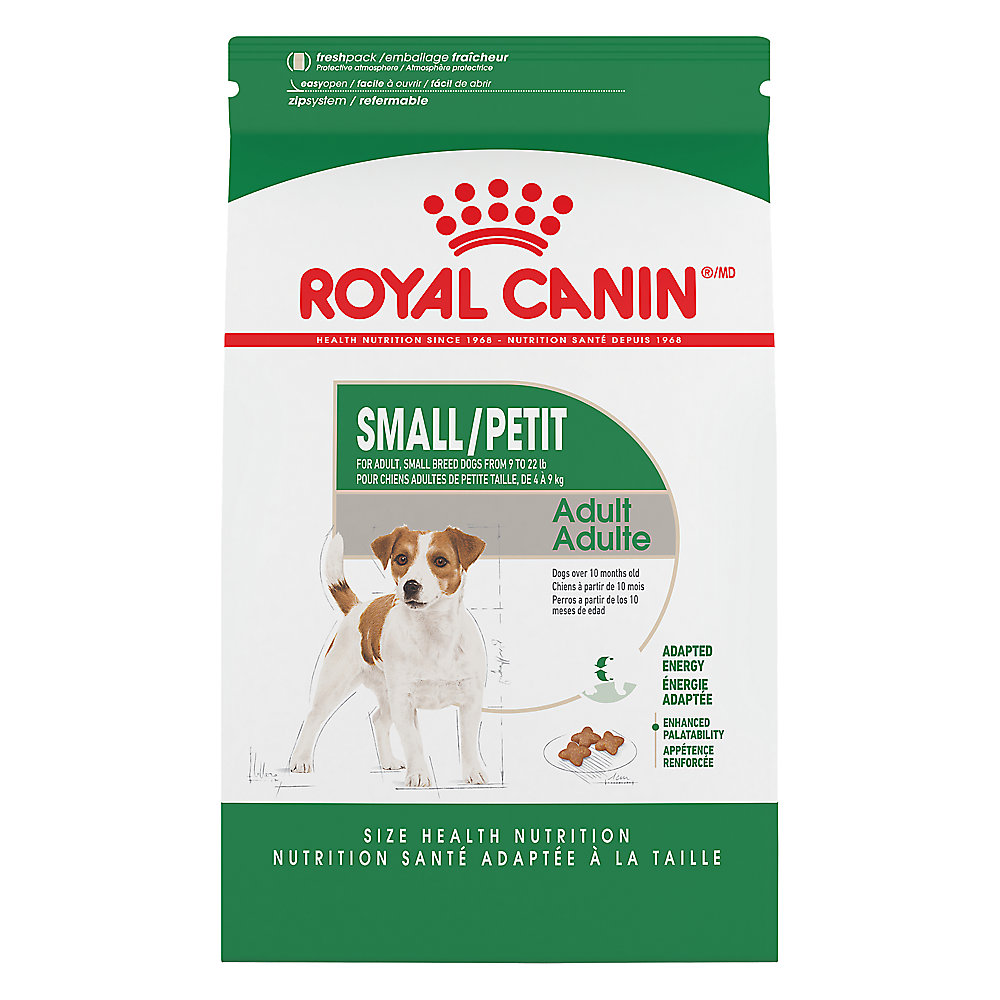 freshpack / emballage fraîcheur
Protective atmosphere / Atmosphère protectrice
easyopen / facile à ouvrir / fácil de abrir
zipsystem / refermable
ROYAL CANIN ®/MD
HEALTH NUTRITION SINCE 1968 - NUTRITION SANTÉ DEPUIS 1968
SMALL/PETIT
FOR ADULT, SMALL BREED DOGS FROM 9 TO 22 lb
POUR CHIENS ADULTES DE PETITE TAILLE, DE 4 À 9 kg
Adult
Adulte
Dogs over 10 months old
Chiens à partir de 10 mois
Perros a partir de los 10
meses de edad
ADAPTED
ENERGY
ÉNERGIE
ADAPTÉE
ENHANCED
PALATABILITY
APPÉTENCE
RENFORCÉE
1cm
SIZE HEALTH NUTRITION
NUTRITION SANTÉ ADAPTÉE À LA TAILLE